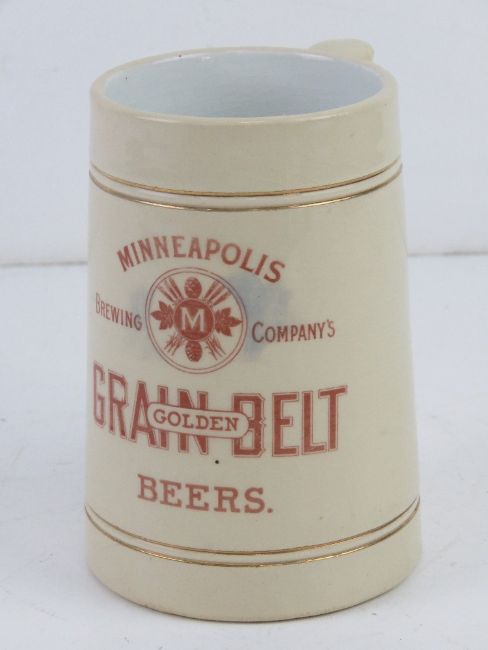 MINNEAPOLIS
BREWING M COMPANY'S
GRAIN BELT
GOLDEN
BEERS.